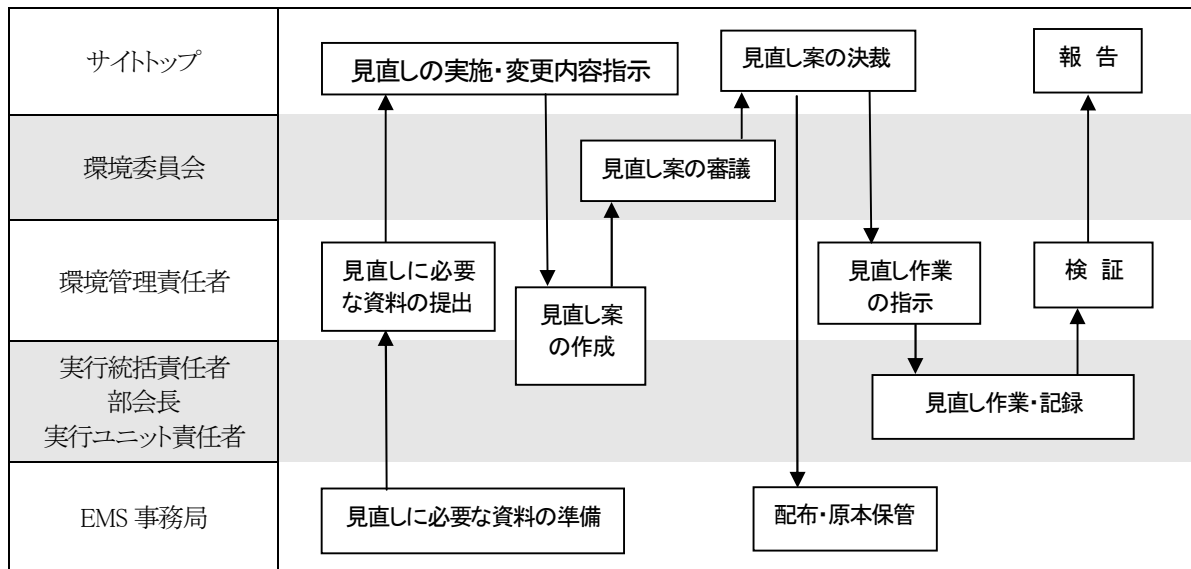 サイトトップ
見直しの実施・変更内容指示
見直し案の決裁
報 告
環境委員会
見直し案の審議
環境管理責任者
見直しに必要
な資料の提出
見直し案
の作成
見直し作業
の指示
検 証
実行統括責任者
部会長
実行ユニット責任者
見直し作業・記録
EMS 事務局
見直しに必要な資料の準備
配布・原本保管